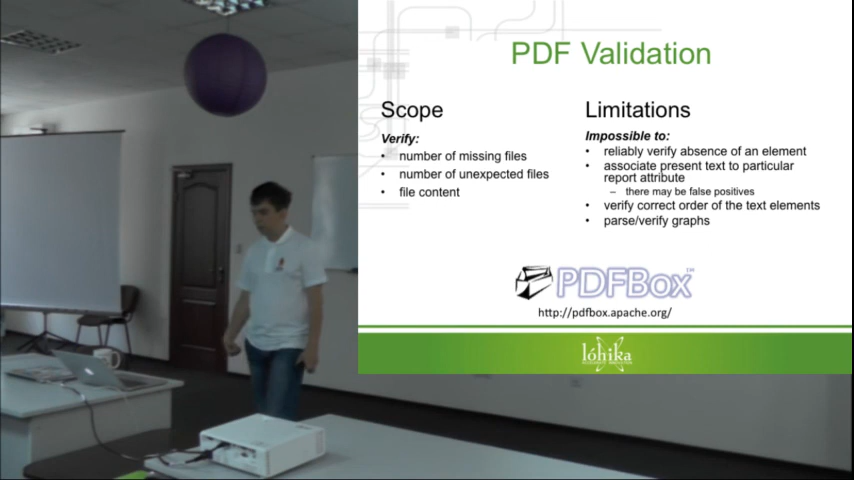 PDF Validation
Scope
Verify:
• number of missing files
• number of unexpected files
• file content
Limitations
Impossible to:
• reliably verify absence of an element
• associate present text to particular
report attribute
– there may be false positives
• verify correct order of the text elements
• parse/verify graphs
PDFBox™
http://pdfbox.apache.org/
lóhika